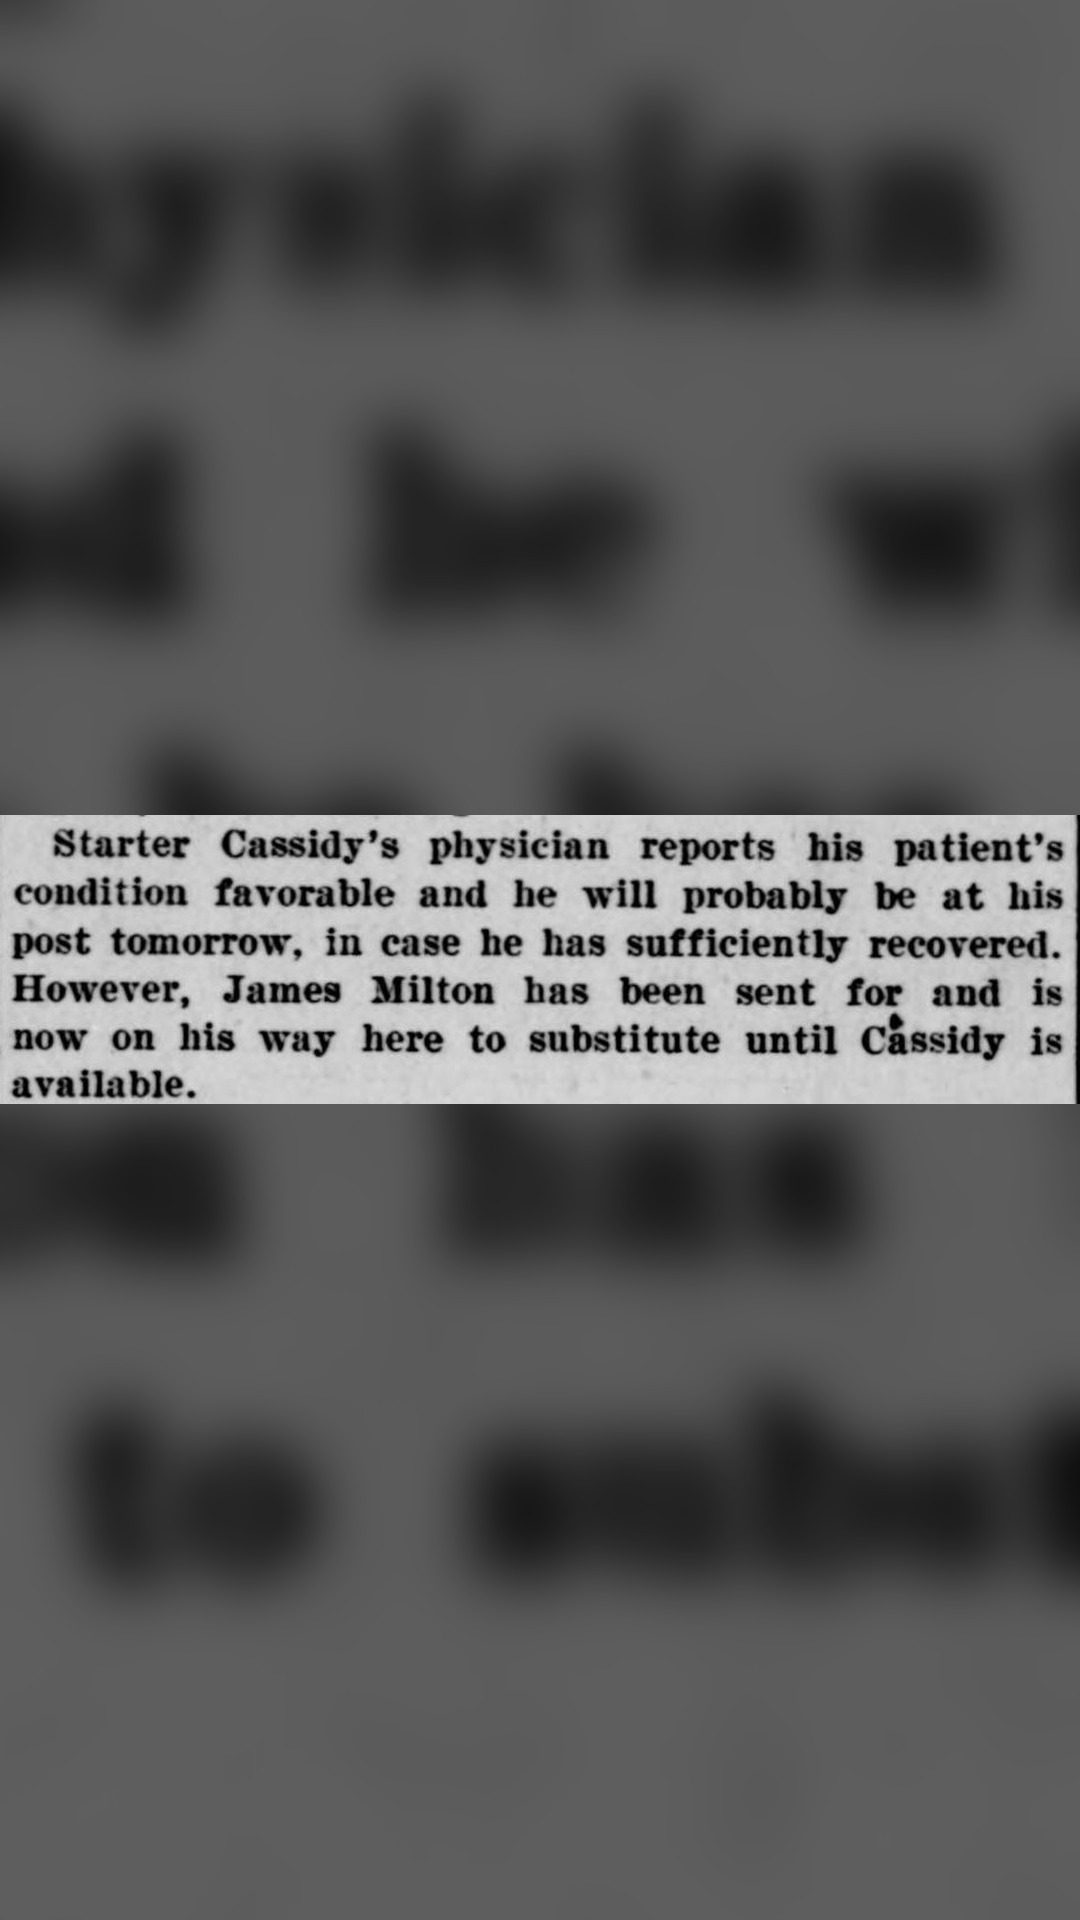 Starter Cassidy's physician reports his patient's
condition favorable and he will probably be at his
post tomorrow, in case he has sufficiently recovered.
However, James Milton has been sent for and is
now on his way here to substitute until Cassidy is
available.